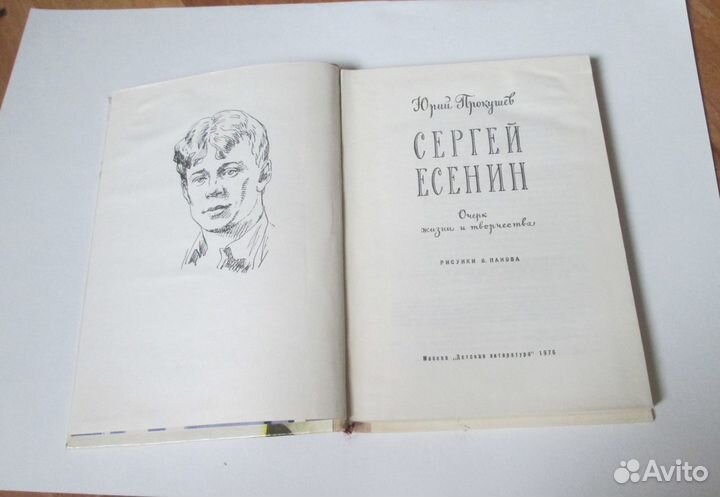 Юрий Прокушев
СЕРГЕЙ
ЕСЕНИН
Очерк
жизни и творчества
РИСУНКИ В. ПАНОВА
Москва „Детская литература" 1976
Avito